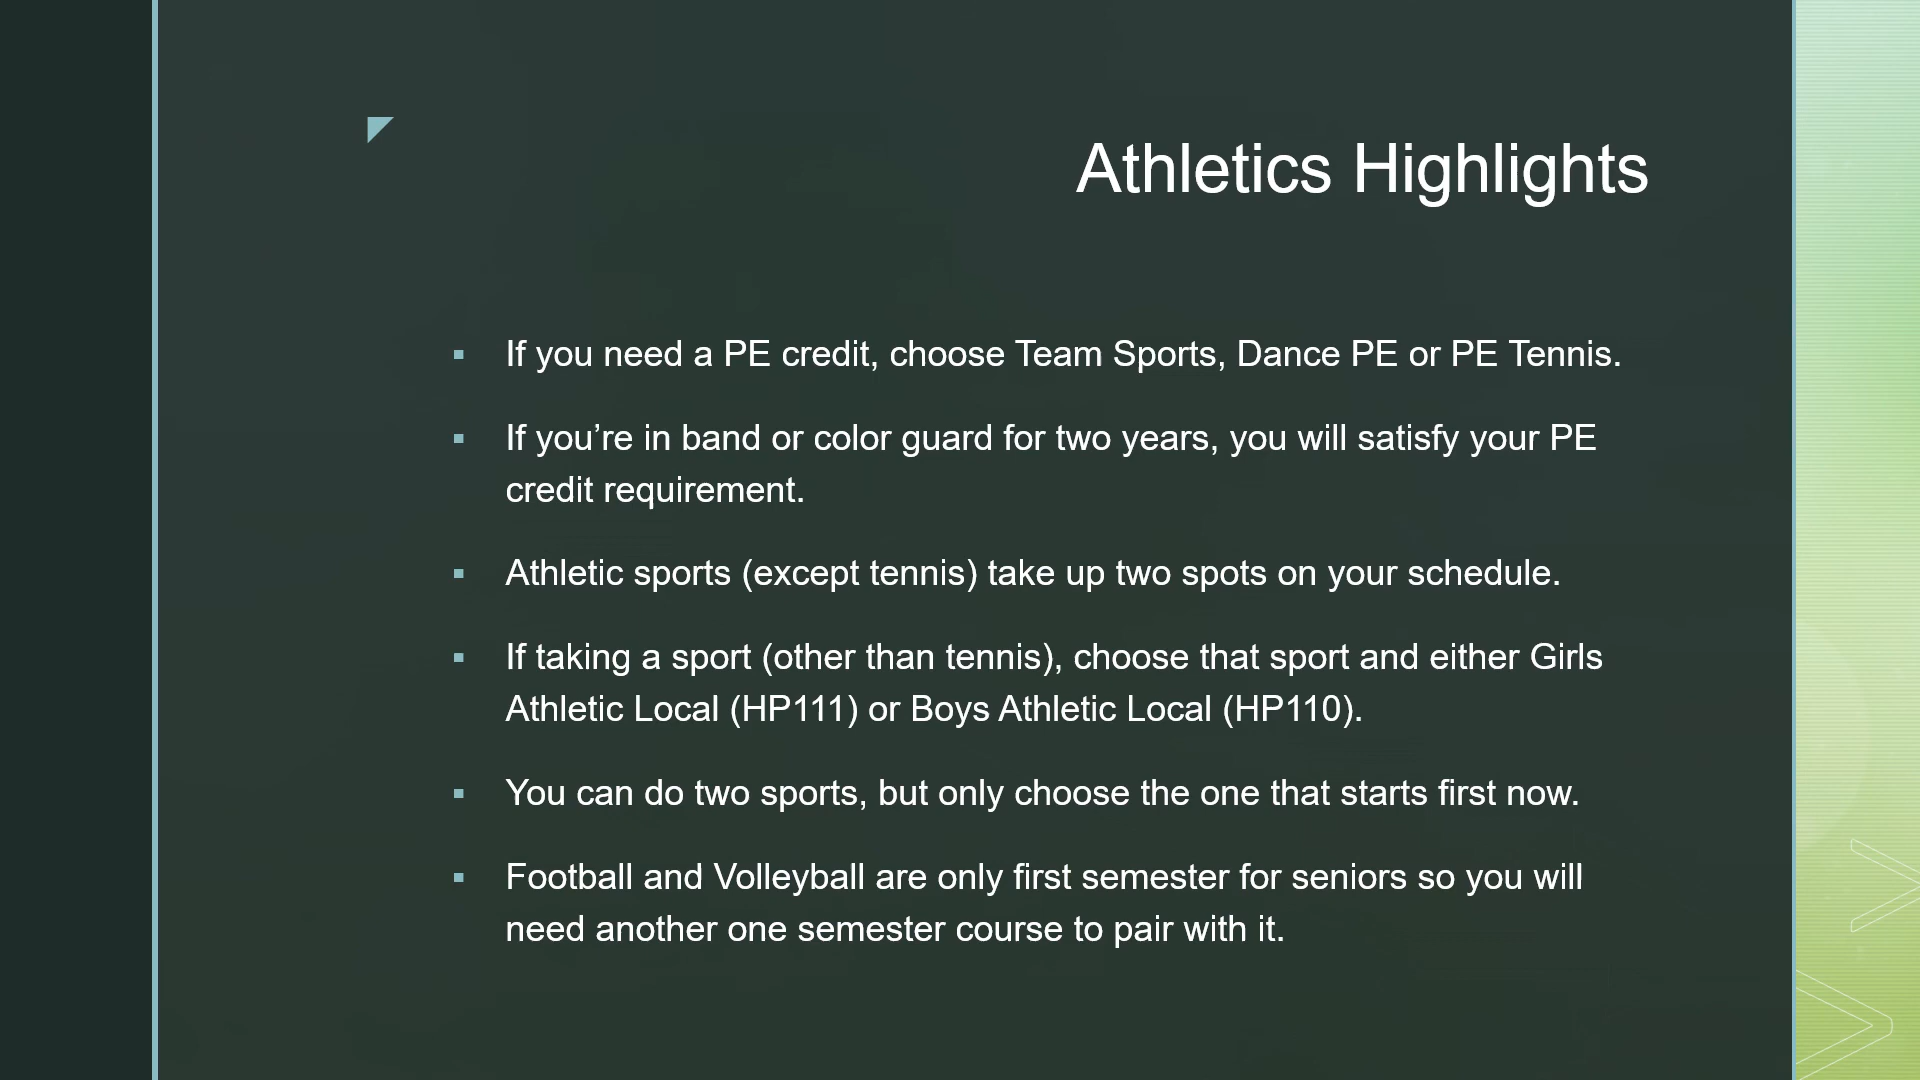 Athletics Highlights
▪ If you need a PE credit, choose Team Sports, Dance PE or PE Tennis.
▪ If you’re in band or color guard for two years, you will satisfy your PE
credit requirement.
▪ Athletic sports (except tennis) take up two spots on your schedule.
▪ If taking a sport (other than tennis), choose that sport and either Girls
Athletic Local (HP111) or Boys Athletic Local (HP110).
▪ You can do two sports, but only choose the one that starts first now.
▪ Football and Volleyball are only first semester for seniors so you will
need another one semester course to pair with it.